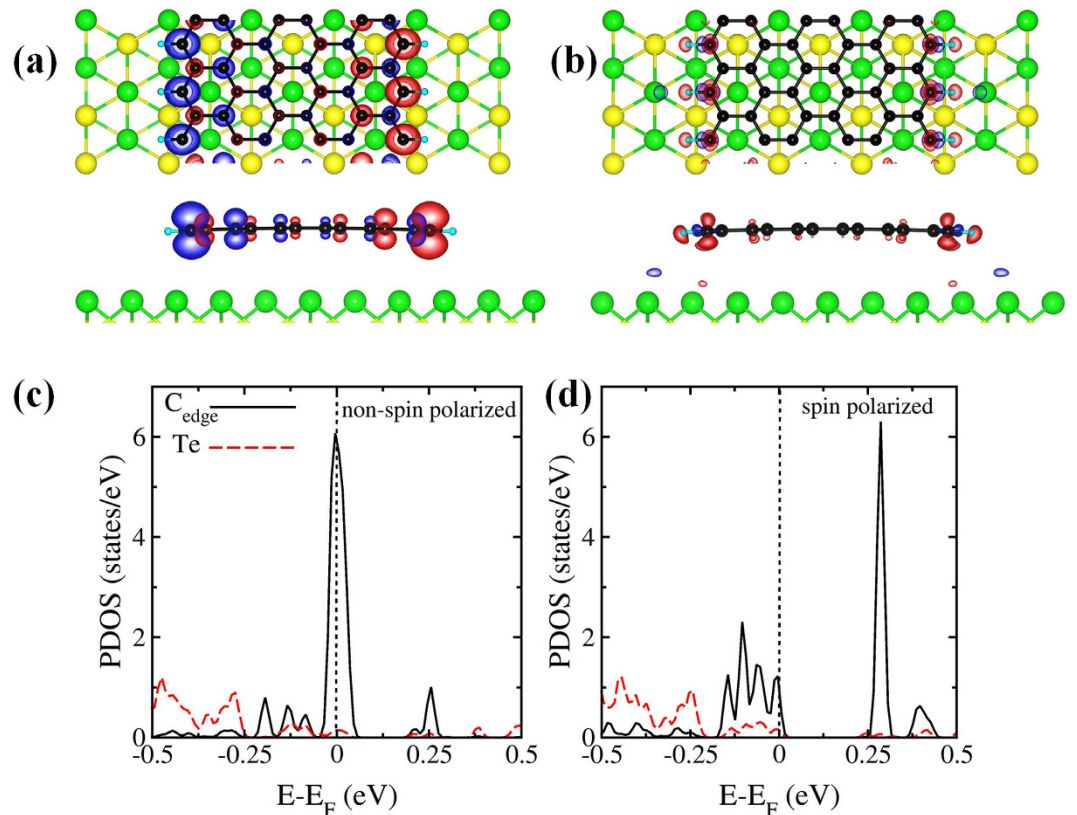 (a)
(b)
(c)
C_edge
Te
non-spin polarized
PDOS (states/eV)
6
4
2
0
-0.5
-0.25
0
0.25
0.5
E-E_F (eV)
(d)
spin polarized
PDOS (states/eV)
6
4
2
0
-0.5
-0.25
0
0.25
0.5
E-E_F (eV)